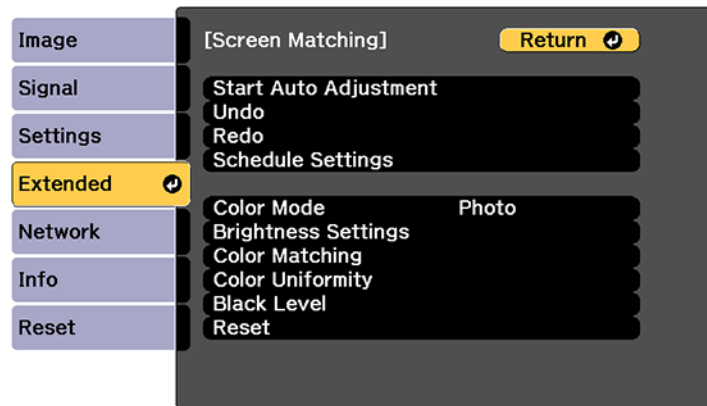 Image
Signal
Settings
Extended
Network
Info
Reset
[Screen Matching]
Return
Start Auto Adjustment
Undo
Redo
Schedule Settings
Color Mode Photo
Brightness Settings
Color Matching
Color Uniformity
Black Level
Reset